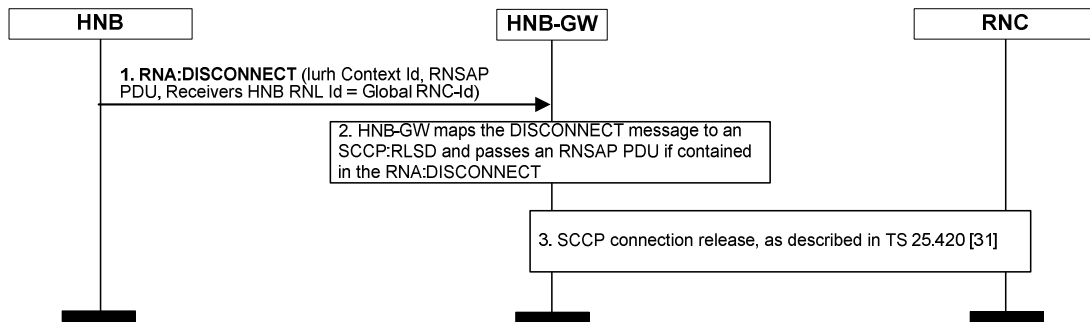 HNB
HNB-GW
RNC
1. RNA:DISCONNECT (Iurh Context Id, RNSAP
PDU, Receivers HNB RNL Id = Global RNC-Id)
2. HNB-GW maps the DISCONNECT message to an
SCCP:RLSD and passes an RNSAP PDU if contained
in the RNA:DISCONNECT
3. SCCP connection release, as described in TS 25.420 [31]